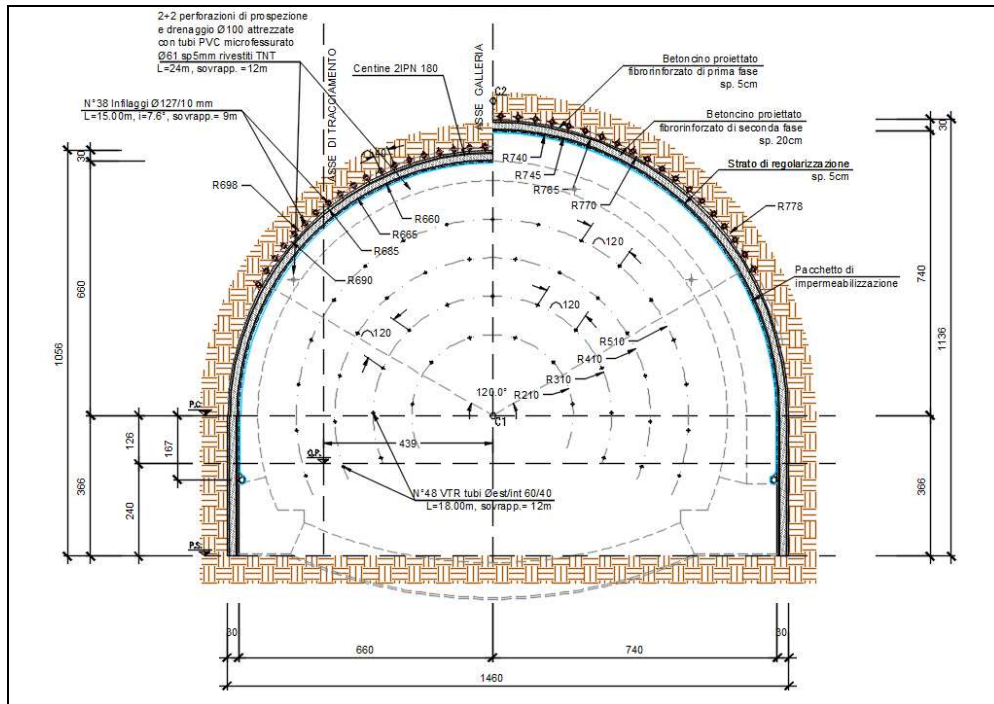 2+2 perforazioni di prospezione
e drenaggio Ø100 attrezzate
con tubi PVC microfessurato
Ø61 sp5mm rivestiti TNT
L=24m, sovrapp. =12m
ASSE DI TRACCIAMENTO
ASSE GALLERIA
Centine 2IPN 180
C2
Betoncino proiettato
fibrorinforzato di prima fase
sp. 5cm
N°38 Infilaggi Ø127/10 mm
L=15.00m, i=7.6°, sovrapp.= 9m
Betoncino proiettato
fibrorinforzato di seconda fase
sp. 20cm
Strato di regolarizzazione
sp. 5cm
Pacchetto di
impermeabilizzazione
R698
R660
R665
R685
R690
R740
R745
R765
R770
R778
120
120
120
R510
R410
R310
R210
120.0°
C1
439
P.C.
Q.P.
P.S.
N°48 VTR tubi Øest/int 60/40
L=18.00m, sovrapp.= 12m
30
660
1056
366
126
167
240
30
740
1136
366
30
660
740
30
1460